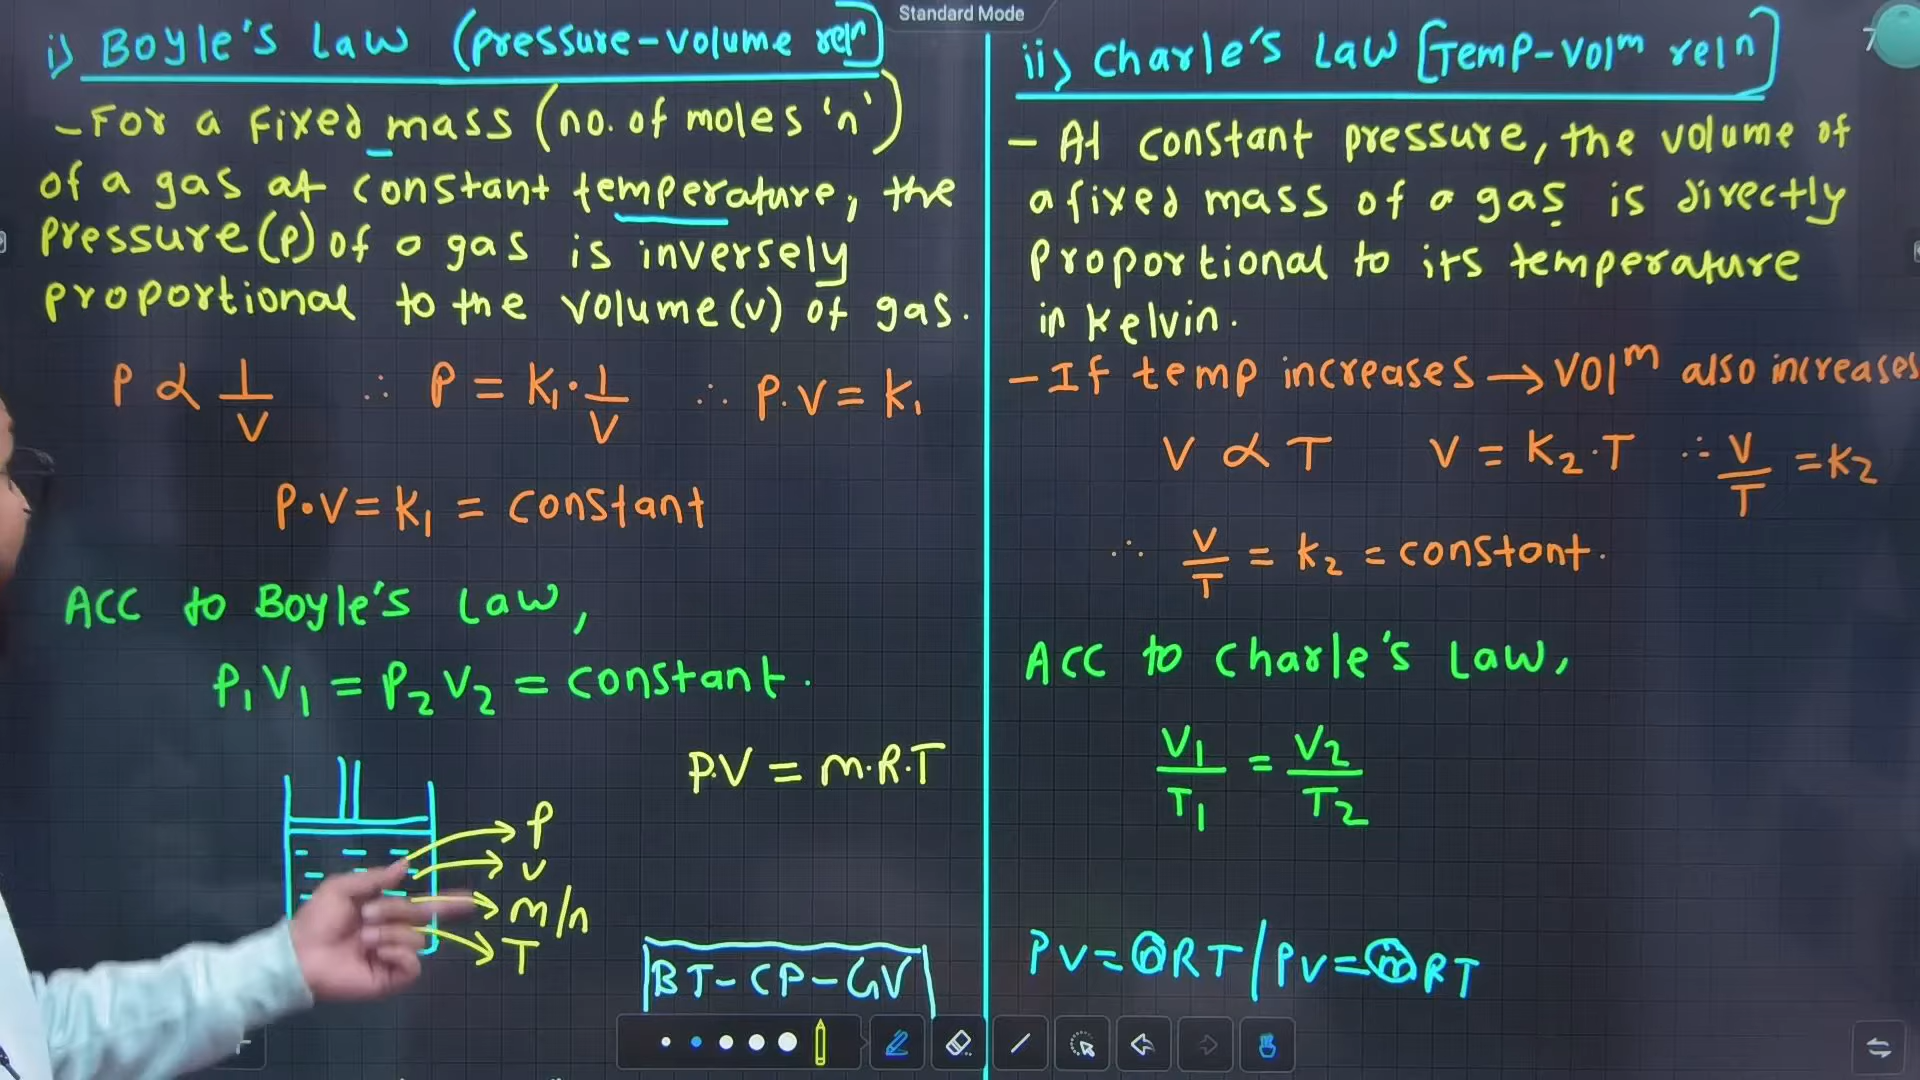 Standard Mode
i) Boyle's Law (pressure-volume reln)
- For a fixed mass (no. of moles 'n')
of a gas at constant temperature, the
pressure (P) of a gas is inversely
proportional to the volume (v) of gas.
P ∝ 1/V ∴ P = K1·1/V ∴ P·V = K1
P·V = K1 = constant
Acc to Boyle's Law,
P1V1 = P2V2 = constant.
P·V = m·R·T
P
V
m/n
T
BT-CP-GV
ii) Charle's Law [Temp-Volm reln]
- At constant pressure, the volume of
a fixed mass of a gas is directly
proportional to its temperature
in Kelvin.
- If temp increases → Volm also increases
V ∝ T V = K2·T ∴ V/T = K2
∴ V/T = K2 = constant.
Acc to Charle's Law,
V1/T1 = V2/T2
PV = nRT / PV = mRT